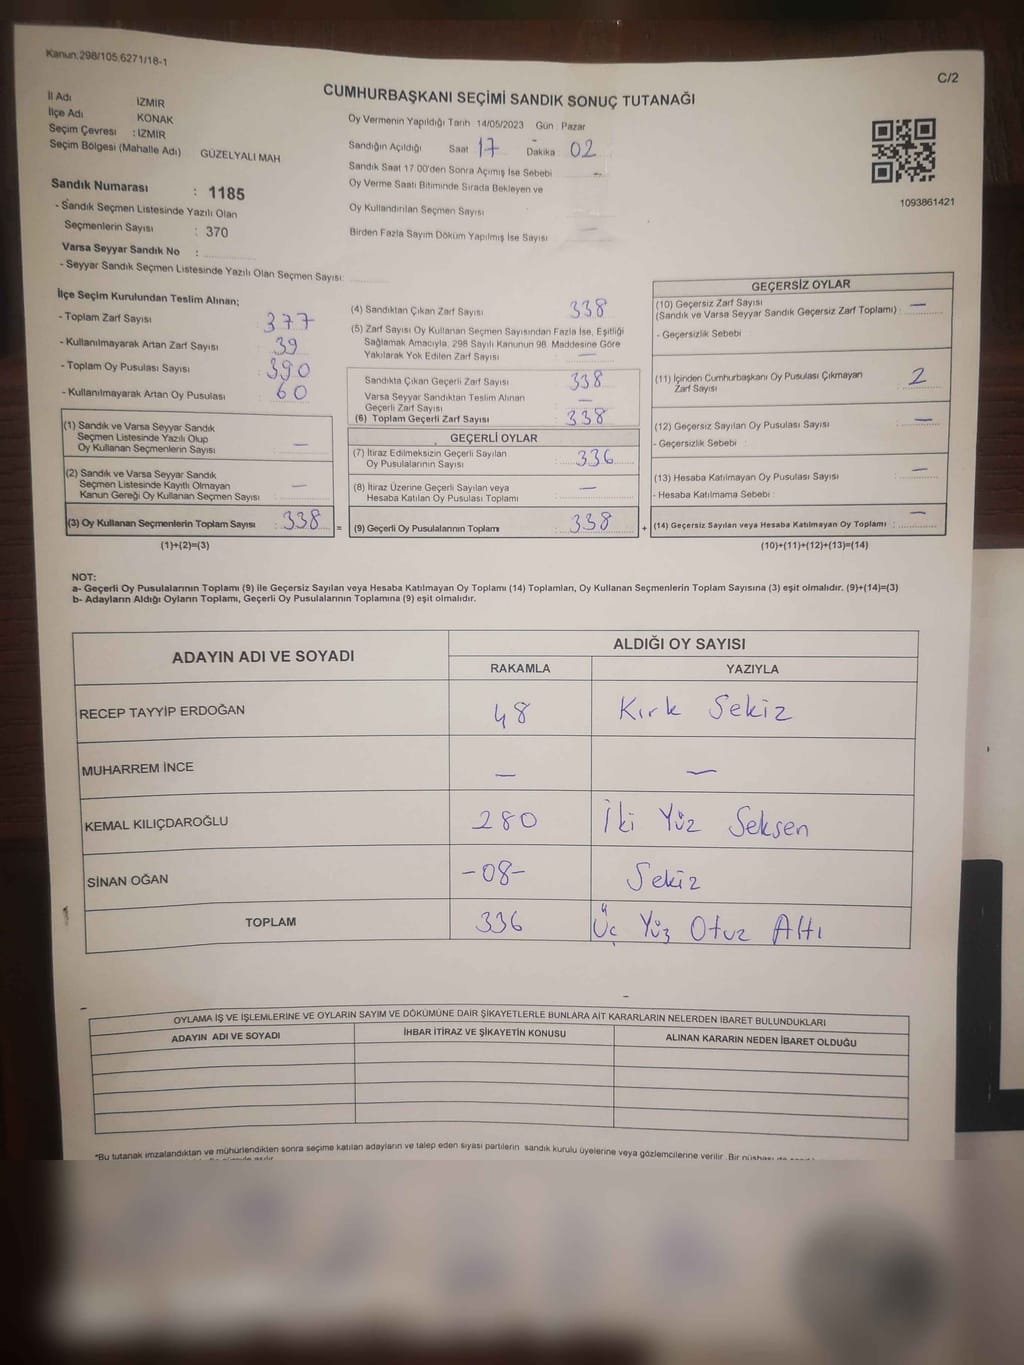 Kanun:298/105,6271/18-1
C/2
CUMHURBAŞKANI SEÇİMİ SANDIK SONUÇ TUTANAĞI
İl Adı İZMİR
İlçe Adı KONAK
Seçim Çevresi : İZMİR
Seçim Bölgesi (Mahalle Adı) GÜZELYALI MAH
Sandık Numarası : 1185
- Sandık Seçmen Listesinde Yazılı Olan
Seçmenlerin Sayısı : 370
Varsa Seyyar Sandık No :
- Seyyar Sandık Seçmen Listesinde Yazılı Olan Seçmen Sayısı:
Oy Vermenin Yapıldığı Tarih 14/05/2023 Gün : Pazar
Sandığın Açıldığı Saat 17 Dakika 02
Sandık Saat 17.00'den Sonra Açımış İse Sebebi –
Oy Verme Saati Bitiminde Sırada Bekleyen ve
Oy Kullandırılan Seçmen Sayısı
Birden Fazla Sayım Döküm Yapılmış İse Sayısı –
1093861421
İlçe Seçim Kurulundan Teslim Alınan;
- Toplam Zarf Sayısı : 377
- Kullanılmayarak Artan Zarf Sayısı : 39
- Toplam Oy Pusulası Sayısı : 390
- Kullanılmayarak Artan Oy Pusulası : 60
(1) Sandık ve Varsa Seyyar Sandık
Seçmen Listesinde Yazılı Olup
Oy Kullanan Seçmenlerin Sayısı : —
(2) Sandık ve Varsa Seyyar Sandık
Seçmen Listesinde Kayıtlı Olmayan
Kanun Gereği Oy Kullanan Seçmen Sayısı : —
(3) Oy Kullanan Seçmenlerin Toplam Sayısı : 338 =
(1)+(2)=(3)
(4) Sandıktan Çıkan Zarf Sayısı : 338
(5) Zarf Sayısı Oy Kullanan Seçmen Sayısından Fazla İse, Eşitliği
Sağlamak Amacıyla, 298 Sayılı Kanunun 98. Maddesine Göre
Yakılarak Yok Edilen Zarf Sayısı : —
Sandıkta Çıkan Geçerli Zarf Sayısı : 338
Varsa Seyyar Sandıktan Teslim Alınan
Geçerli Zarf Sayısı : —
(6) Toplam Geçerli Zarf Sayısı : 338
GEÇERLİ OYLAR
(7) İtiraz Edilmeksizin Geçerli Sayılan
Oy Pusulalarının Sayısı : 336
(8) İtiraz Üzerine Geçerli Sayılan veya
Hesaba Katılan Oy Pusulası Toplamı : —
(9) Geçerli Oy Pusulalarının Toplamı : 338 +
GEÇERSİZ OYLAR
(10) Geçersiz Zarf Sayısı
(Sandık ve Varsa Seyyar Sandık Geçersiz Zarf Toplamı) : —
- Geçersizlik Sebebi :
(11) İçinden Cumhurbaşkanı Oy Pusulası Çıkmayan
Zarf Sayısı : 2
(12) Geçersiz Sayılan Oy Pusulası Sayısı : —
- Geçersizlik Sebebi :
(13) Hesaba Katılmayan Oy Pusulası Sayısı : —
- Hesaba Katılmama Sebebi :
(14) Geçersiz Sayılan veya Hesaba Katılmayan Oy Toplamı : —
(10)+(11)+(12)+(13)=(14)
NOT:
a- Geçerli Oy Pusulalarının Toplamı (9) ile Geçersiz Sayılan veya Hesaba Katılmayan Oy Toplamı (14) Toplamları, Oy Kullanan Seçmenlerin Toplam Sayısına (3) eşit olmalıdır. (9)+(14)=(3)
b- Adayların Aldığı Oyların Toplamı, Geçerli Oy Pusulalarının Toplamına (9) eşit olmalıdır.
ADAYIN ADI VE SOYADI ALDIĞI OY SAYISI
RAKAMLA YAZIYLA
RECEP TAYYİP ERDOĞAN 48 Kırk Sekiz
MUHARREM İNCE — —
KEMAL KILIÇDAROĞLU 280 İki Yüz Seksen
SİNAN OĞAN -08- Sekiz
TOPLAM 336 Üç Yüz Otuz Altı
OYLAMA İŞ VE İŞLEMLERİNE VE OYLARIN SAYIM VE DÖKÜMÜNE DAİR ŞİKAYETLERLE BUNLARA AİT KARARLARIN NELERDEN İBARET BULUNDUKLARI
ADAYIN ADI VE SOYADI İHBAR İTİRAZ VE ŞİKAYETİN KONUSU ALINAN KARARIN NEDEN İBARET OLDUĞU
*Bu tutanak imzalandıktan ve mühürlendikten sonra seçime katılan adayların ve talep eden siyasi partilerin sandık kurulu üyelerine veya gözlemcilerine verilir. Bir